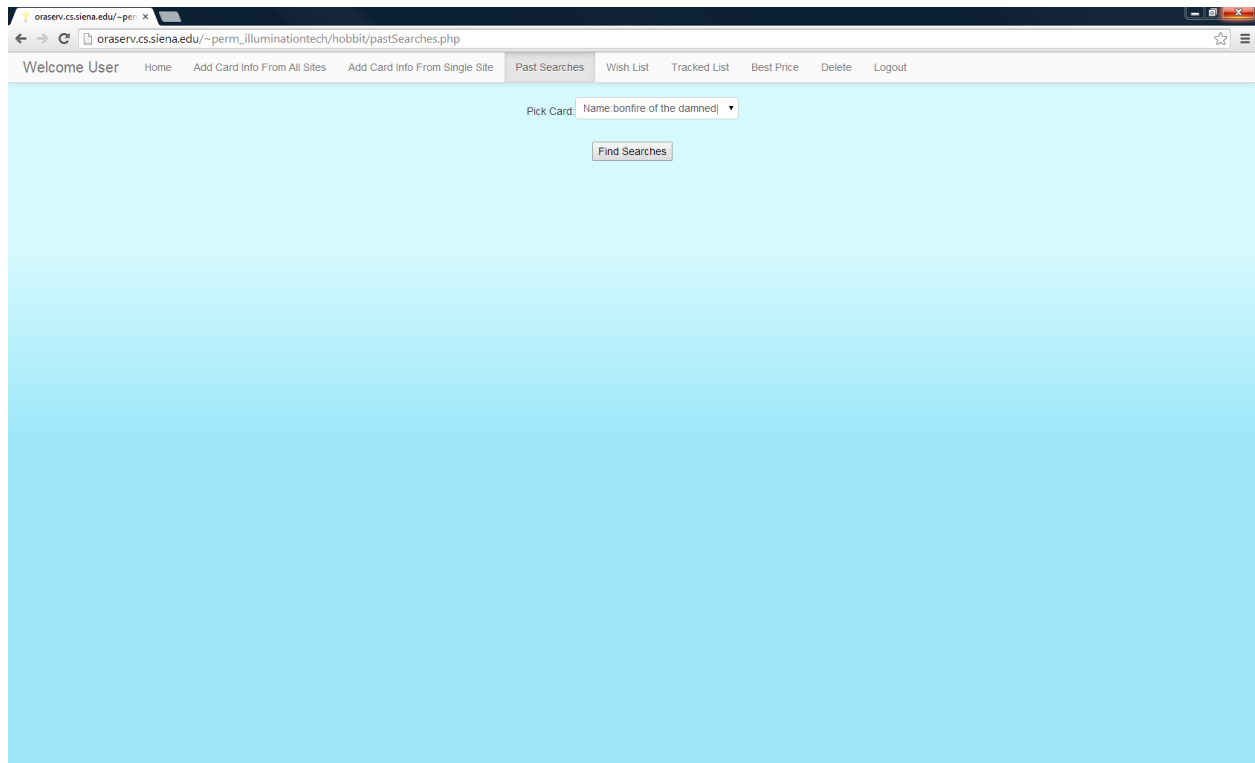 oraserv.cs.siena.edu/~per
oraserv.cs.siena.edu/~perm_illuminationtech/hobbit/pastSearches.php
Welcome User Home Add Card Info From All Sites Add Card Info From Single Site Past Searches Wish List Tracked List Best Price Delete Logout
Pick Card: Name:bonfire of the damned|
Find Searches